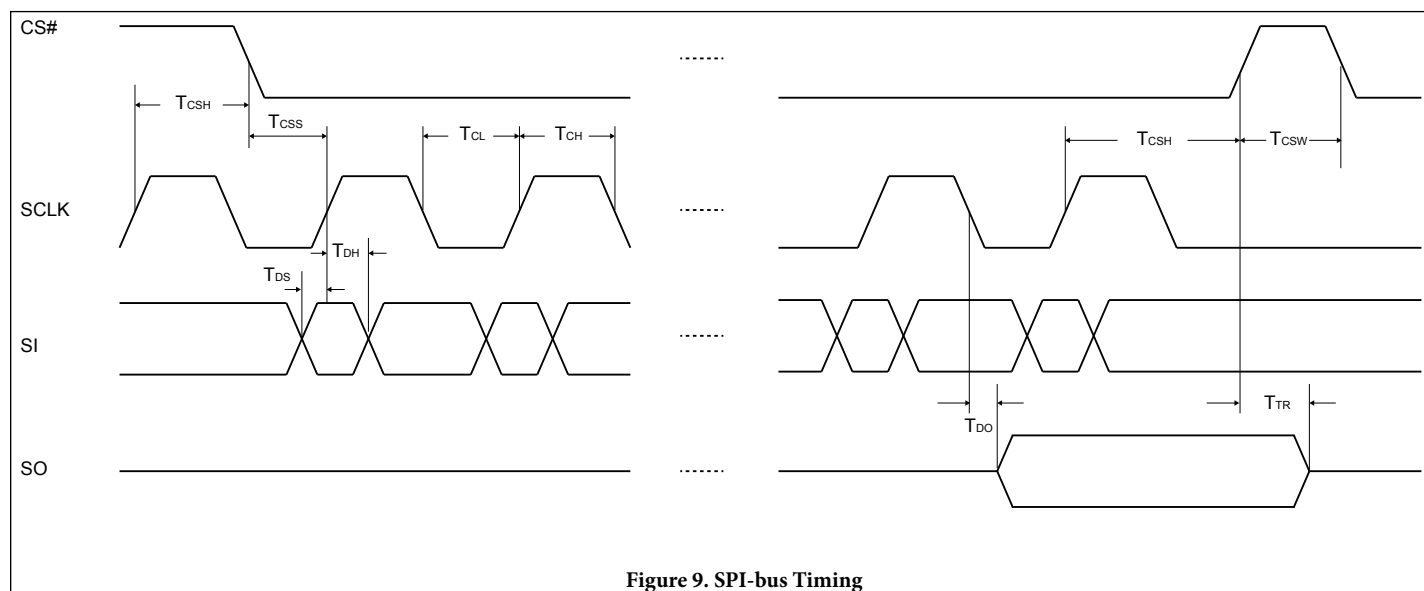 CS#
TCSH
TCSS
TCL
TCH
TCSH
TCSW
SCLK
TDH
TDS
SI
TTR
TDO
SO
Figure 9. SPI-bus Timing